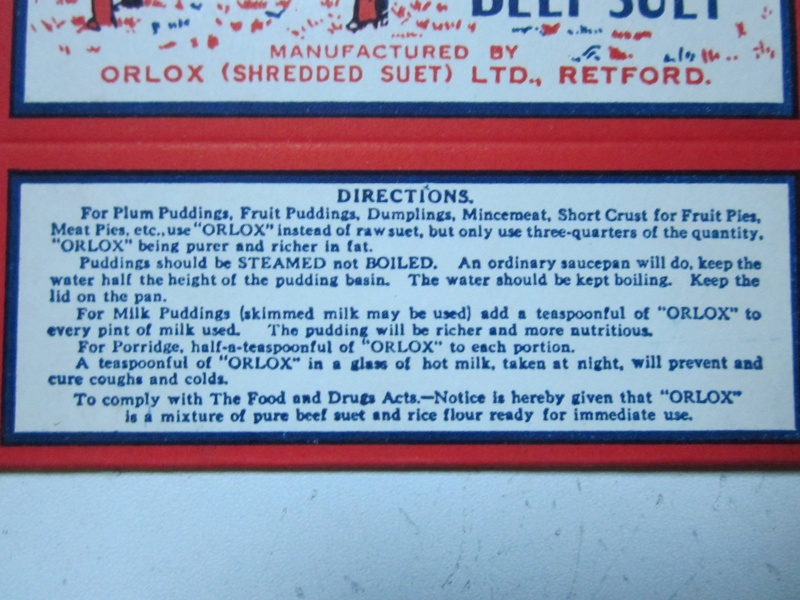 BEEF SUET
MANUFACTURED BY
ORLOX (SHREDDED SUET) LTD., RETFORD.
DIRECTIONS.
For Plum Puddings, Fruit Puddings, Dumplings, Mincemeat, Short Crust for Fruit Pies,
Meat Pies, etc., use "ORLOX" instead of raw suet, but only use three-quarters of the quantity,
"ORLOX" being purer and richer in fat.
Puddings should be STEAMED not BOILED. An ordinary saucepan will do, keep the
water half the height of the pudding basin. The water should be kept boiling. Keep the
lid on the pan.
For Milk Puddings (skimmed milk may be used) add a teaspoonful of "ORLOX" to
every pint of milk used. The pudding will be richer and more nutritious.
For Porridge, half-a-teaspoonful of "ORLOX" to each portion.
A teaspoonful of "ORLOX" in a glass of hot milk, taken at night, will prevent and
cure coughs and colds.
To comply with The Food and Drugs Acts.—Notice is hereby given that "ORLOX"
is a mixture of pure beef suet and rice flour ready for immediate use.